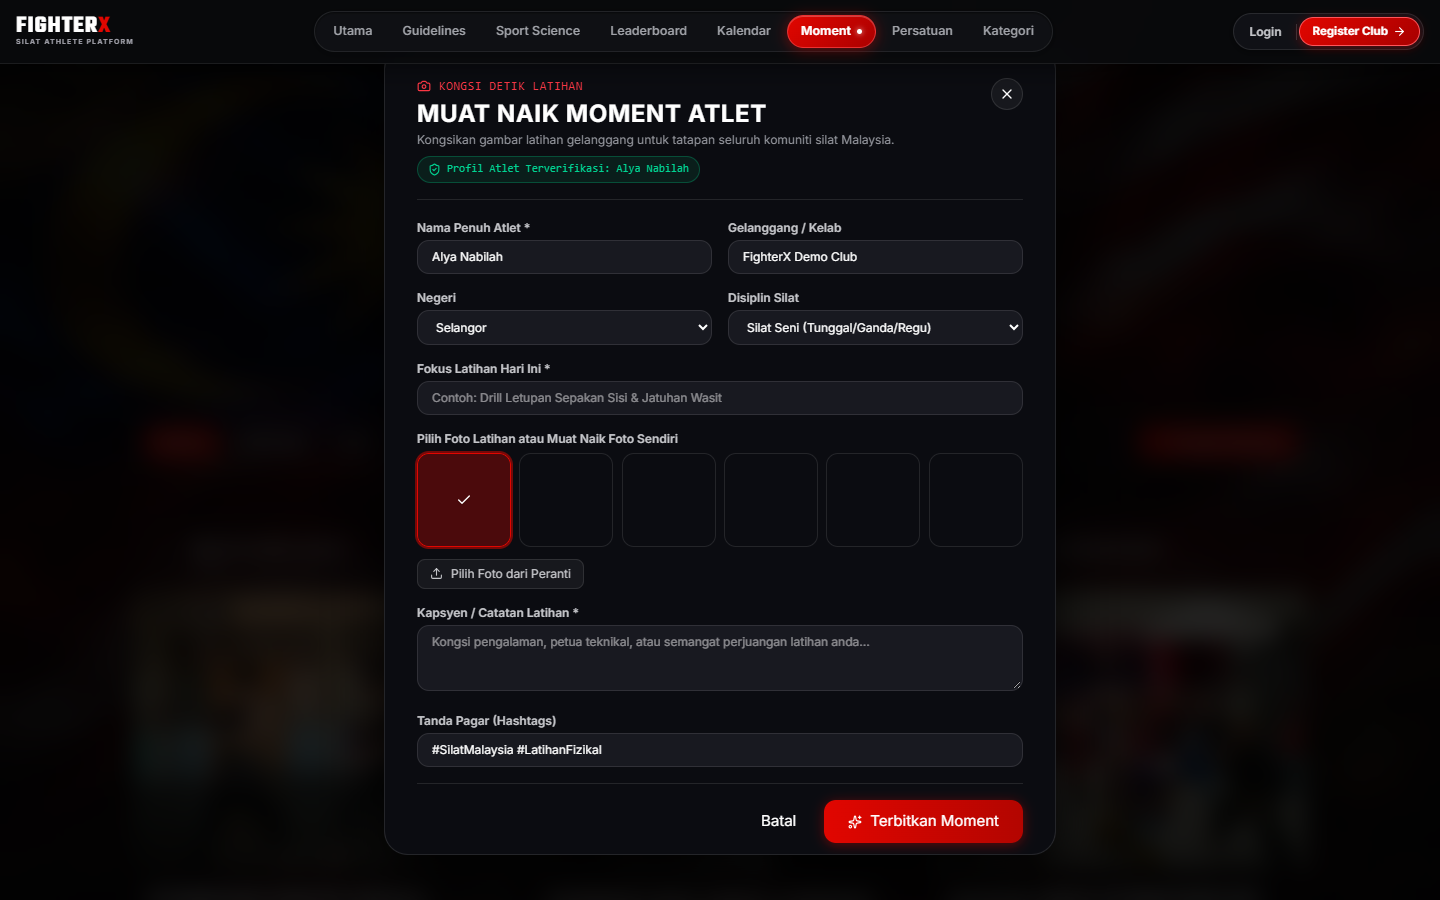 FIGHTERX
SILAT ATHLETE PLATFORM
Utama
Guidelines
Sport Science
Leaderboard
Kalendar
Moment
Persatuan
Kategori
Login
Register Club
KONGSI DETIK LATIHAN
MUAT NAIK MOMENT ATLET
Kongsikan gambar latihan gelanggang untuk tatapan seluruh komuniti silat Malaysia.
Profil Atlet Terverifikasi: Alya Nabilah
Nama Penuh Atlet *
Gelanggang / Kelab
Alya Nabilah
FighterX Demo Club
Negeri
Disiplin Silat
Selangor
Silat Seni (Tunggal/Ganda/Regu)
Fokus Latihan Hari Ini *
Contoh: Drill Letupan Sepakan Sisi & Jatuhan Wasit
Pilih Foto Latihan atau Muat Naik Foto Sendiri
Pilih Foto dari Peranti
Kapsyen / Catatan Latihan *
Kongsi pengalaman, petua teknikal, atau semangat perjuangan latihan anda...
Tanda Pagar (Hashtags)
#SilatMalaysia #LatihanFizikal
Batal
Terbitkan Moment